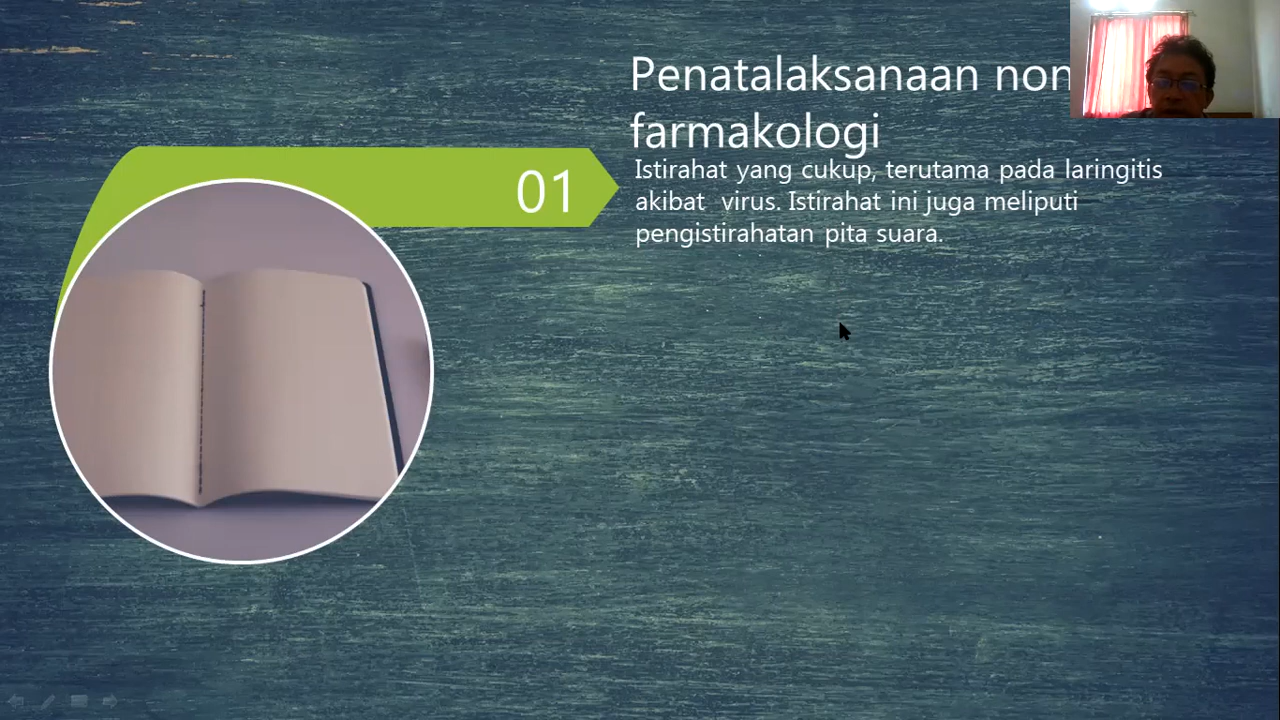 Penatalaksanaan non
farmakologi
01
Istirahat yang cukup, terutama pada laringitis
akibat virus. Istirahat ini juga meliputi
pengistirahatan pita suara.